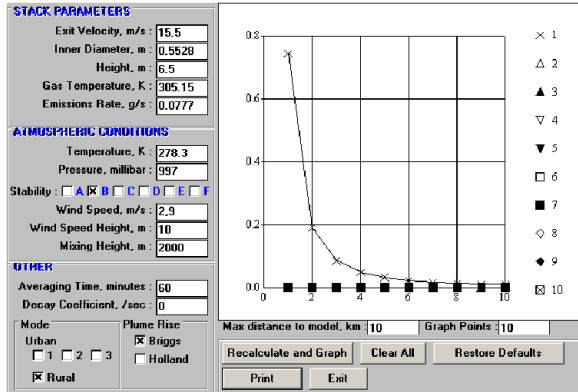 STACK PARAMETERS
Exit Velocity, m/s : 15.5
Inner Diameter, m : 0.5528
Height, m : 6.5
Gas Temperature, K : 305.15
Emissions Rate, g/s : 0.0777
ATMOSPHERIC CONDITIONS
Temperature, K : 278.3
Pressure, millibar : 997
Stability : A B C D E F
Wind Speed, m/s : 2.9
Wind Speed Height, m : 10
Mixing Height, m : 2000
OTHER
Averaging Time, minutes : 60
Decay Coefficient, /sec : 0
Mode
Urban
1 2 3
Rural
Plume Rise
Briggs
Holland
0.8
0.6
0.4
0.2
0.0
0 2 4 6 8 10
1
2
3
4
5
6
7
8
9
10
Max distance to model, km : 10 Graph Points : 10
Recalculate and Graph Clear All Restore Defaults
Print Exit